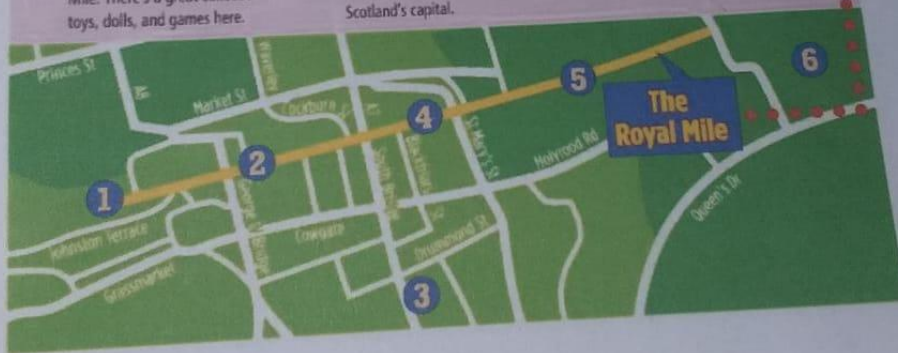 toys, dolls, and games here.
Scotland's capital.
Princes St
Market St
Waverley
Cockburn St
1
2
4
5
6
The
Royal Mile
St Mary's St
Holyrood Rd
South Bridge
Blackfriars St
George IV Bridge
Queen's Dr
Johnston Terrace
Cowgate
Drummond St
Grassmarket
3